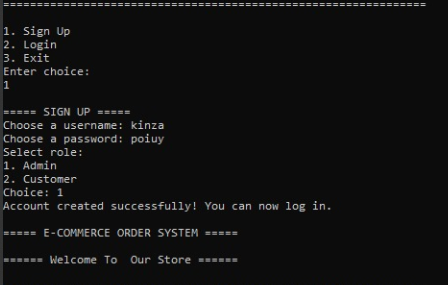 ================================================================
1. Sign Up
2. Login
3. Exit
Enter choice:
1
===== SIGN UP =====
Choose a username: kinza
Choose a password: poiuy
Select role:
1. Admin
2. Customer
Choice: 1
Account created successfully! You can now log in.
===== E-COMMERCE ORDER SYSTEM =====
====== Welcome To  Our Store ======